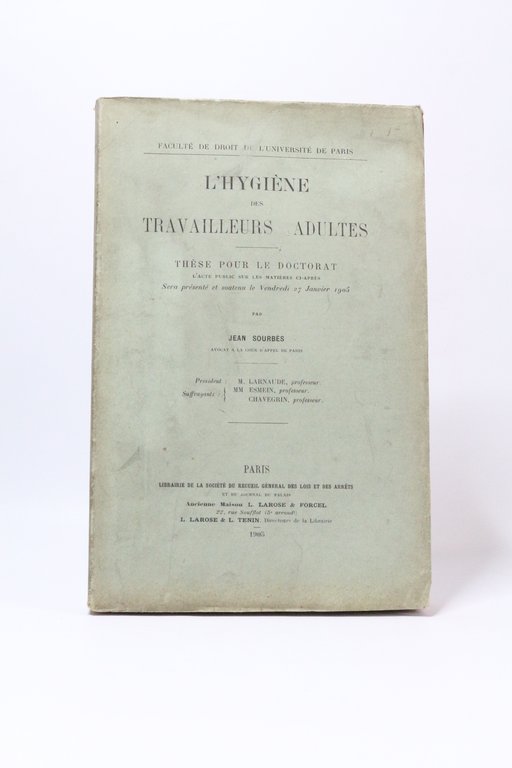 FACULTÉ DE DROIT DE L'UNIVERSITÉ DE PARIS
L'HYGIÈNE
DES
TRAVAILLEURS ADULTES
THÈSE POUR LE DOCTORAT
L'ACTE PUBLIC SUR LES MATIÈRES CI-APRÈS
Sera présenté et soutenu le Vendredi 27 Janvier 1905
PAR
JEAN SOURBÈS
AVOCAT A LA COUR D'APPEL DE PARIS
Président : M. LARNAUDE, professeur.
Suffragants : { MM ESMEIN, professeur.
CHAVEGRIN, professeur.
PARIS
LIBRAIRIE DE LA SOCIÉTÉ DU RECUEIL GÉNÉRAL DES LOIS ET DES ARRÊTS
ET DU JOURNAL DU PALAIS
Ancienne Maison L. LAROSE & FORCEL
22, rue Soufflot (5e arrond)
L. LAROSE & L. TENIN, Directeurs de la Librairie
1905